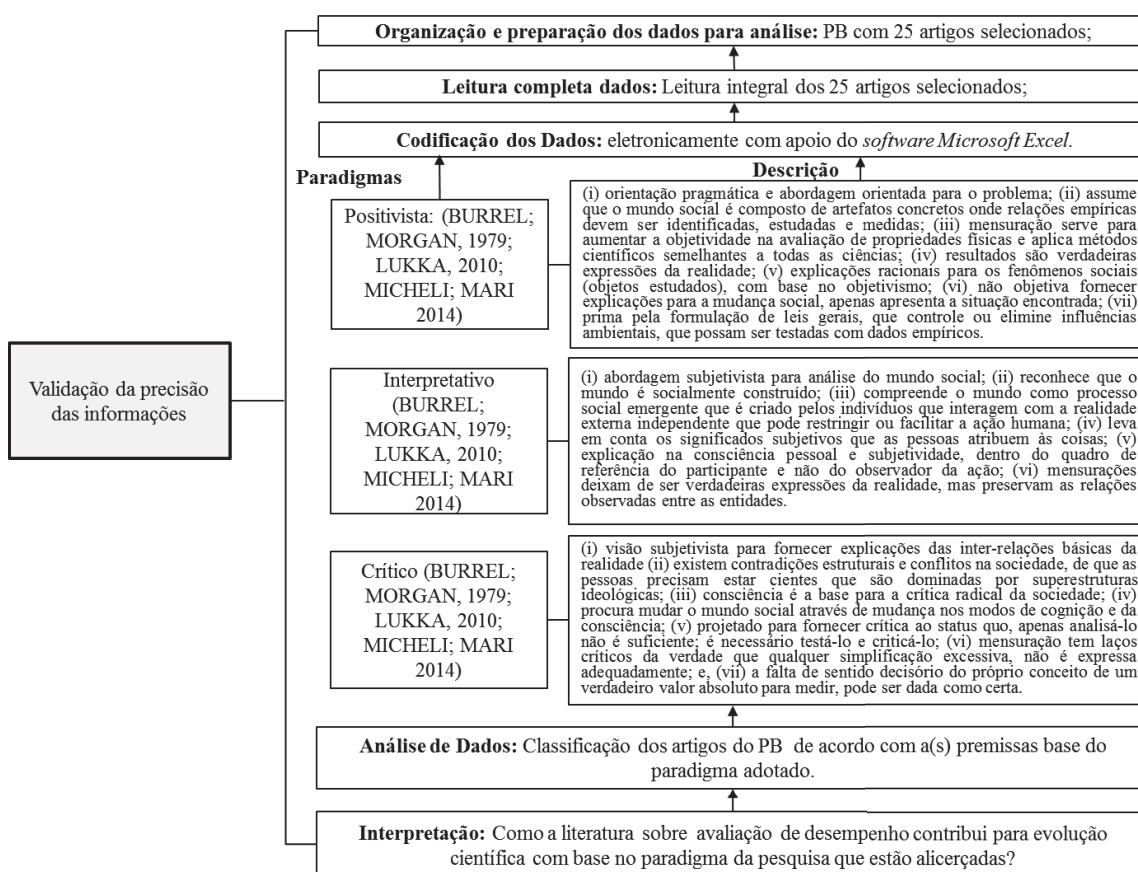 Organização e preparação dos dados para análise: PB com 25 artigos selecionados;
Leitura completa dados: Leitura integral dos 25 artigos selecionados;
Codificação dos Dados: eletronicamente com apoio do software Microsoft Excel.
Paradigmas
Descrição
Positivista: (BURREL;
MORGAN, 1979;
LUKKA, 2010;
MICHELI; MARI
2014)
(i) orientação pragmática e abordagem orientada para o problema; (ii) assume
que o mundo social é composto de artefatos concretos onde relações empíricas
devem ser identificadas, estudadas e medidas; (iii) mensuração serve para
aumentar a objetividade na avaliação de propriedades físicas e aplica métodos
científicos semelhantes a todas as ciências; (iv) resultados são verdadeiras
expressões da realidade; (v) explicações racionais para os fenômenos sociais
(objetos estudados), com base no objetivismo; (vi) não objetiva fornecer
explicações para a mudança social, apenas apresenta a situação encontrada; (vii)
prima pela formulação de leis gerais, que controle ou elimine influências
ambientais, que possam ser testadas com dados empíricos.
Validação da precisão
das informações
Interpretativo
(BURREL;
MORGAN, 1979;
LUKKA, 2010;
MICHELI; MARI
2014)
(i) abordagem subjetivista para análise do mundo social; (ii) reconhece que o
mundo é socialmente construído; (iii) compreende o mundo como processo
social emergente que é criado pelos indivíduos que interagem com a realidade
externa independente que pode restringir ou facilitar a ação humana; (iv) leva
em conta os significados subjetivos que as pessoas atribuem às coisas; (v)
explicação na consciência pessoal e subjetividade, dentro do quadro de
referência do participante e não do observador da ação; (vi) mensurações
deixam de ser verdadeiras expressões da realidade, mas preservam as relações
observadas entre as entidades.
Crítico (BURREL;
MORGAN, 1979;
LUKKA, 2010;
MICHELI; MARI
2014)
(i) visão subjetivista para fornecer explicações das inter-relações básicas da
realidade (ii) existem contradições estruturais e conflitos na sociedade, de que as
pessoas precisam estar cientes que são dominadas por superestruturas
ideológicas; (iii) consciência é a base para a crítica radical da sociedade; (iv)
procura mudar o mundo social através de mudança nos modos de cognição e da
consciência; (v) projetado para fornecer crítica ao status quo, apenas analisá-lo
não é suficiente; é necessário testá-lo e criticá-lo; (vi) mensuração tem laços
críticos da verdade que qualquer simplificação excessiva, não é expressa
adequadamente; e, (vii) a falta de sentido decisório do próprio conceito de um
verdadeiro valor absoluto para medir, pode ser dada como certa.
Análise de Dados: Classificação dos artigos do PB de acordo com a(s) premissas base do
paradigma adotado.
Interpretação: Como a literatura sobre avaliação de desempenho contribui para evolução
científica com base no paradigma da pesquisa que estão alicerçadas?